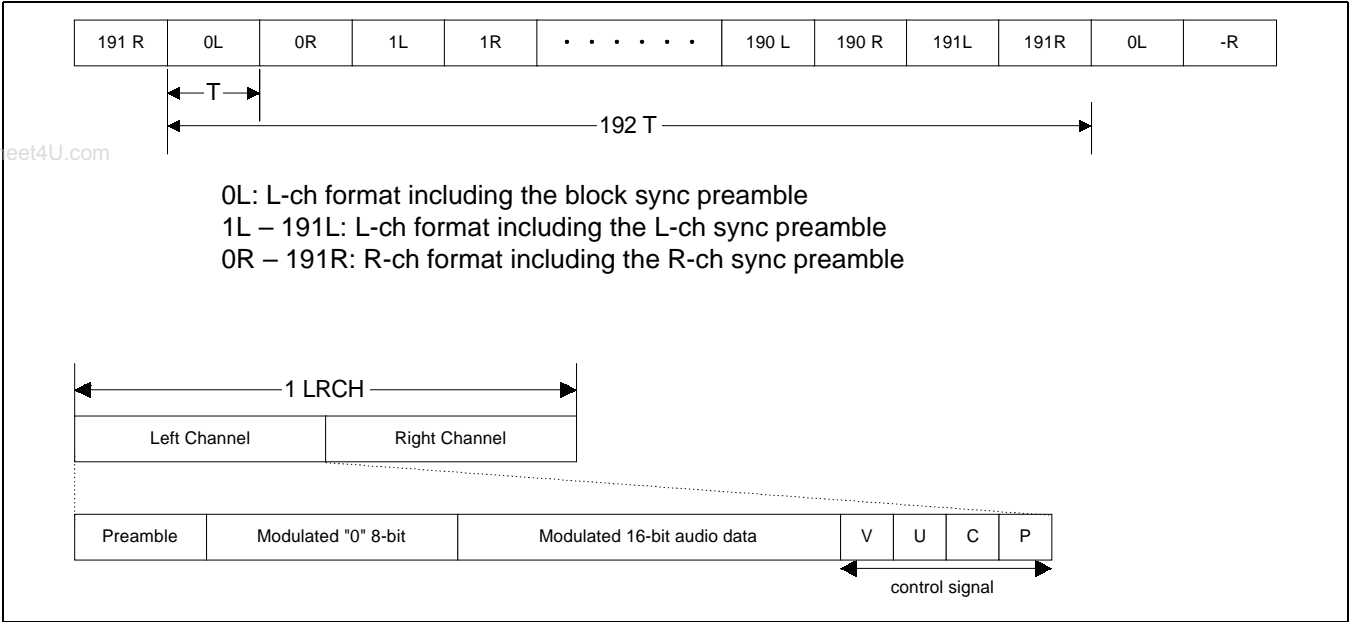 191 R 0L 0R 1L 1R · · · · · · 190 L 190 R 191L 191R 0L -R
T
192 T
eet4U.com
0L: L-ch format including the block sync preamble
1L – 191L: L-ch format including the L-ch sync preamble
0R – 191R: R-ch format including the R-ch sync preamble
1 LRCH
Left Channel Right Channel
Preamble Modulated "0" 8-bit Modulated 16-bit audio data V U C P
control signal